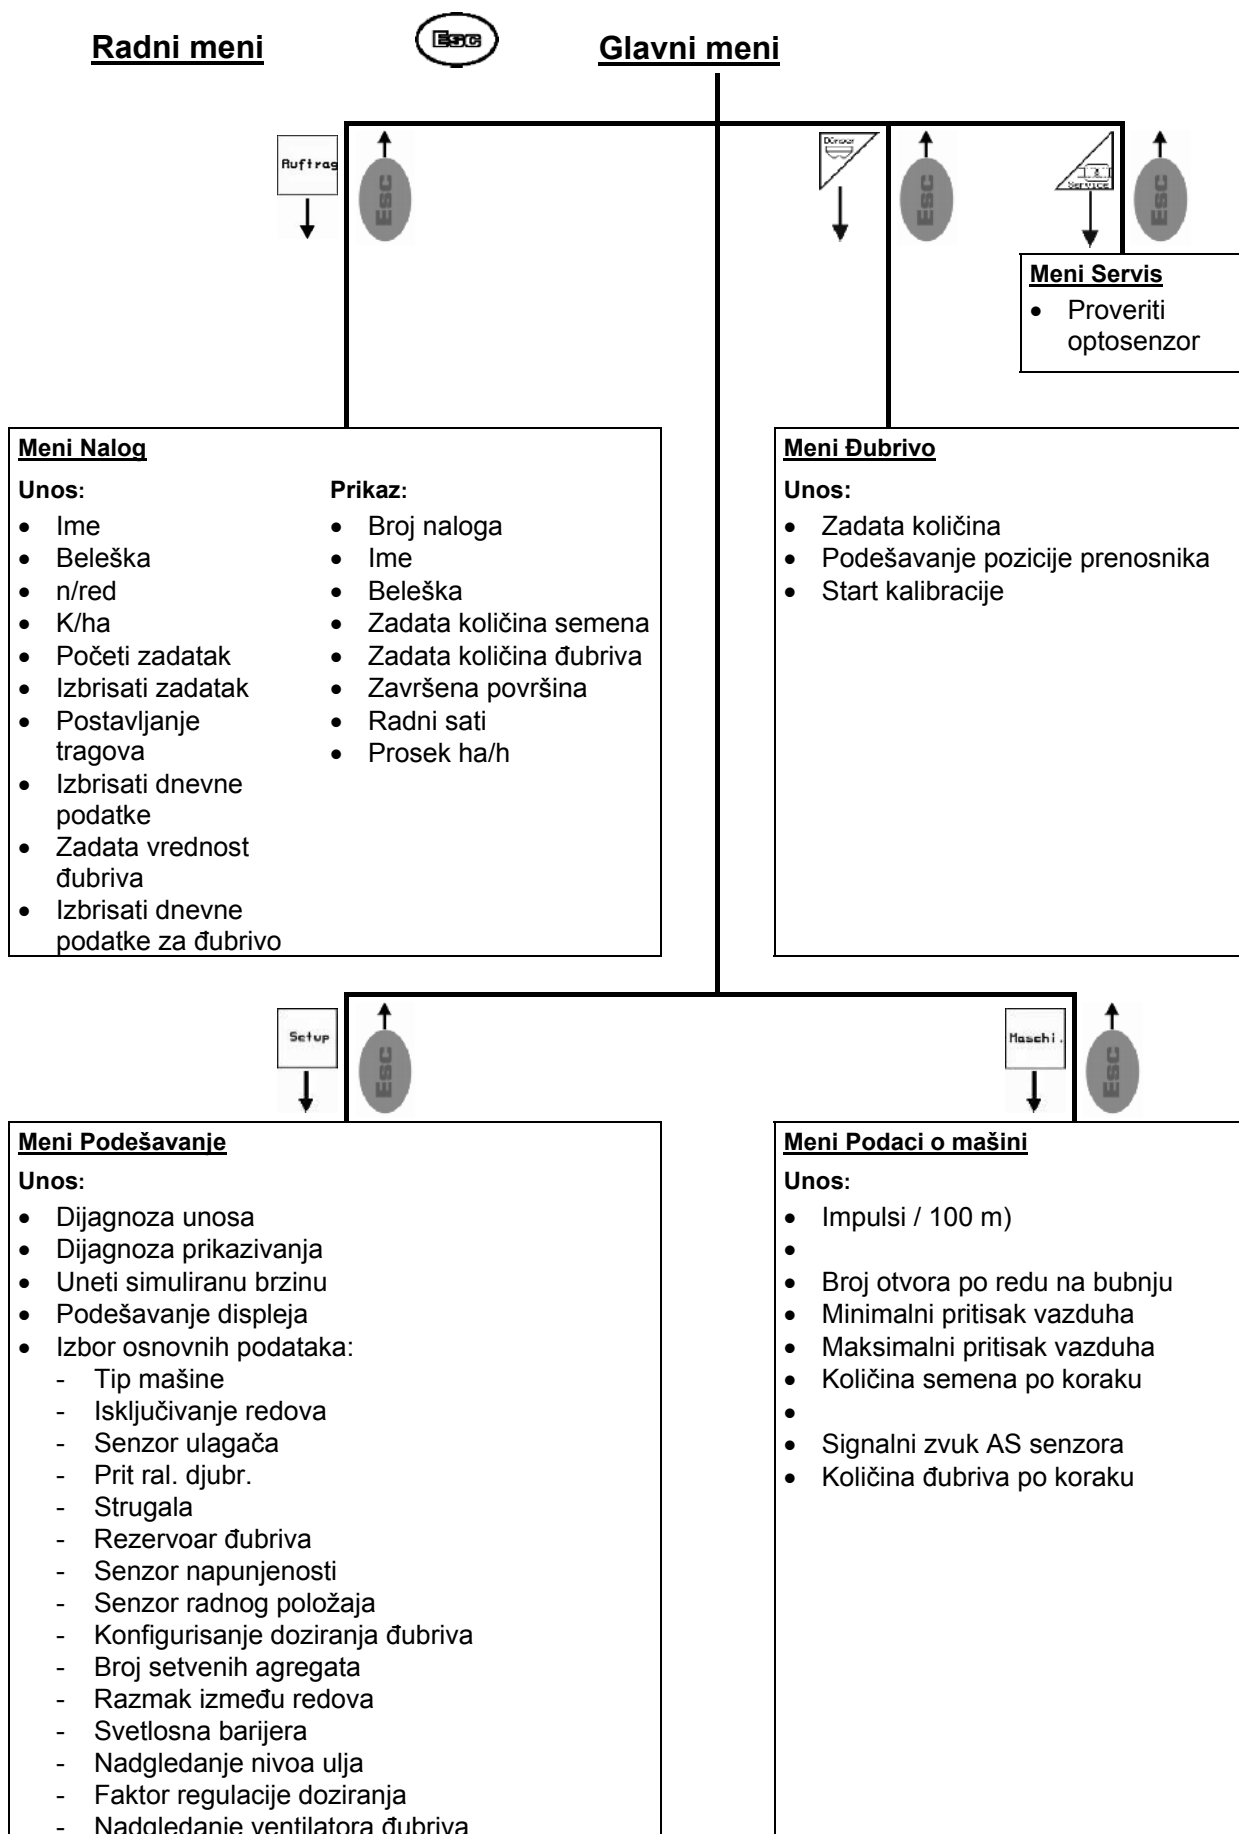 Radni meni
Esc
Glavni meni
Auftrag
Esc
Dünger
Esc
Service
Esc
Meni Servis
• Proveriti
optosenzor
Meni Nalog
Unos:
• Ime
• Beleška
• n/red
• K/ha
• Početi zadatak
• Izbrisati zadatak
• Postavljanje
tragova
• Izbrisati dnevne
podatke
• Zadata vrednost
đubriva
• Izbrisati dnevne
podatke za đubrivo
Prikaz:
• Broj naloga
• Ime
• Beleška
• Zadata količina semena
• Zadata količina đubriva
• Završena površina
• Radni sati
• Prosek ha/h
Meni Đubrivo
Unos:
• Zadata količina
• Podešavanje pozicije prenosnika
• Start kalibracije
Setup
Esc
Maschi.
Esc
Meni Podešavanje
Unos:
• Dijagnoza unosa
• Dijagnoza prikazivanja
• Uneti simuliranu brzinu
• Podešavanje displeja
• Izbor osnovnih podataka:
- Tip mašine
- Isključivanje redova
- Senzor ulagača
- Prit ral. djubr.
- Strugala
- Rezervoar đubriva
- Senzor napunjenosti
- Senzor radnog položaja
- Konfigurisanje doziranja đubriva
- Broj setvenih agregata
- Razmak između redova
- Svetlosna barijera
- Nadgledanje nivoa ulja
- Faktor regulacije doziranja
- Nadgledanje ventilatora đubriva
Meni Podaci o mašini
Unos:
• Impulsi / 100 m)
•
• Broj otvora po redu na bubnju
• Minimalni pritisak vazduha
• Maksimalni pritisak vazduha
• Količina semena po koraku
•
• Signalni zvuk AS senzora
• Količina đubriva po koraku